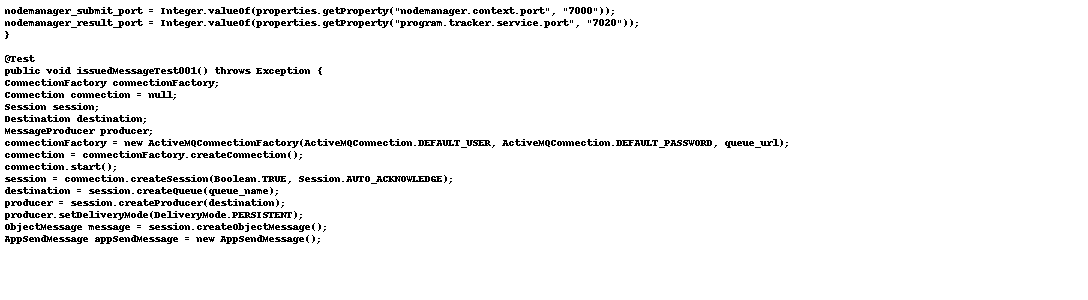 nodemanager_submit_port = Integer.valueOf(properties.getProperty("nodemanager.context.port", "7000"));
nodemanager_result_port = Integer.valueOf(properties.getProperty("program.tracker.service.port", "7020"));
}
@Test
public void issuedMessageTest001() throws Exception {
ConnectionFactory connectionFactory;
Connection connection = null;
Session session;
Destination destination;
MessageProducer producer;
connectionFactory = new ActiveMQConnectionFactory(ActiveMQConnection.DEFAULT_USER, ActiveMQConnection.DEFAULT_PASSWORD, queue_url);
connection = connectionFactory.createConnection();
connection.start();
session = connection.createSession(Boolean.TRUE, Session.AUTO_ACKNOWLEDGE);
destination = session.createQueue(queue_name);
producer = session.createProducer(destination);
producer.setDeliveryMode(DeliveryMode.PERSISTENT);
ObjectMessage message = session.createObjectMessage();
AppSendMessage appSendMessage = new AppSendMessage();